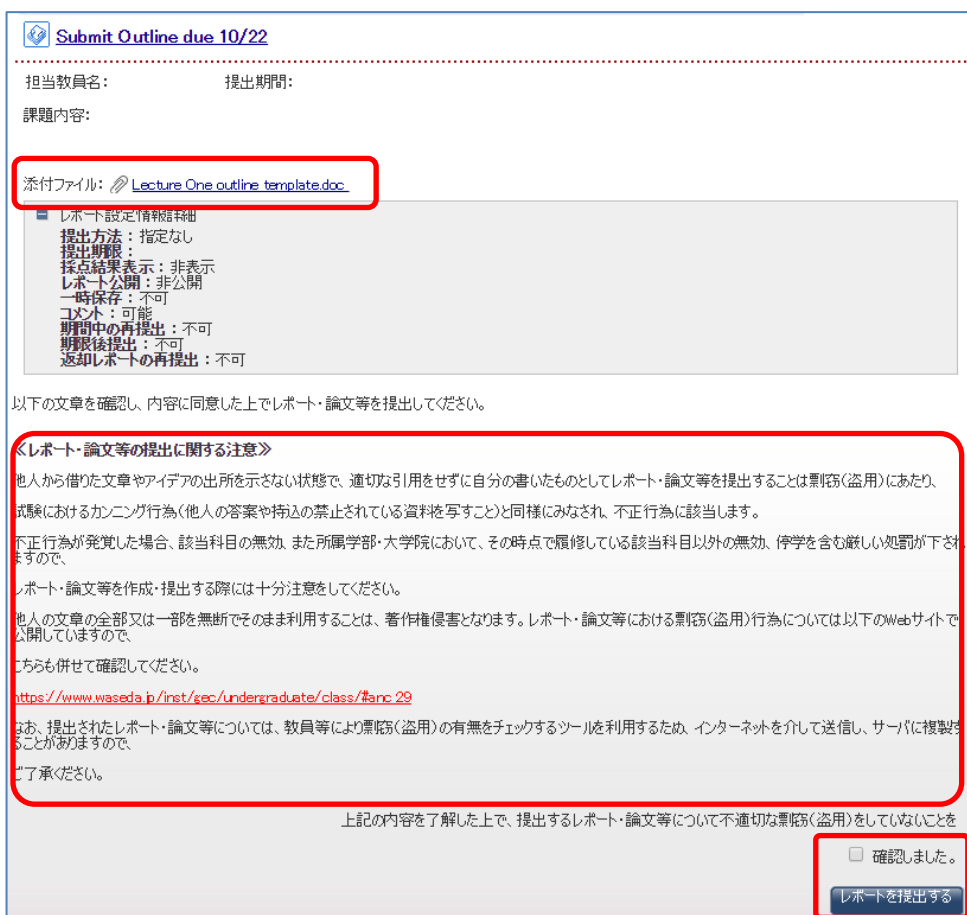 Submit Outline due 10/22
担当教員名: 提出期間:
課題内容:
添付ファイル: Lecture One outline template.doc
レポート設定情報詳細
提出方法：指定なし
提出期限：
採点結果表示：非表示
レポート公開：非公開
一時保存：不可
コメント：可能
期間中の再提出：不可
期限後提出：不可
返却レポートの再提出：不可
以下の文章を確認し、内容に同意した上でレポート・論文等を提出してください。
≪レポート・論文等の提出に関する注意≫
他人から借りた文章やアイデアの出所を示さない状態で、適切な引用をせずに自分の書いたものとしてレポート・論文等を提出することは剽窃(盗用)にあたり、
試験におけるカンニング行為(他人の答案や持込の禁止されている資料を写すこと)と同様にみなされ、不正行為に該当します。
不正行為が発覚した場合、該当科目の無効、また所属学部・大学院において、その時点で履修している該当科目以外の無効、停学を含む厳しい処罰が下され
ますので、
レポート・論文等を作成・提出する際には十分注意をしてください。
他人の文章の全部又は一部を無断でそのまま利用することは、著作権侵害となります。レポート・論文等における剽窃(盗用)行為については以下のWebサイトで
公開していますので、
こちらも併せて確認してください。
https://www.waseda.jp/inst/gec/undergraduate/class/#anc_29
なお、提出されたレポート・論文等については、教員等により剽窃(盗用)の有無をチェックするツールを利用するため、インターネットを介して送信し、サーバに複製す
ることがありますので、
ご了承ください。
上記の内容を了解した上で、提出するレポート・論文等について不適切な剽窃(盗用)をしていないことを
確認しました。
レポートを提出する